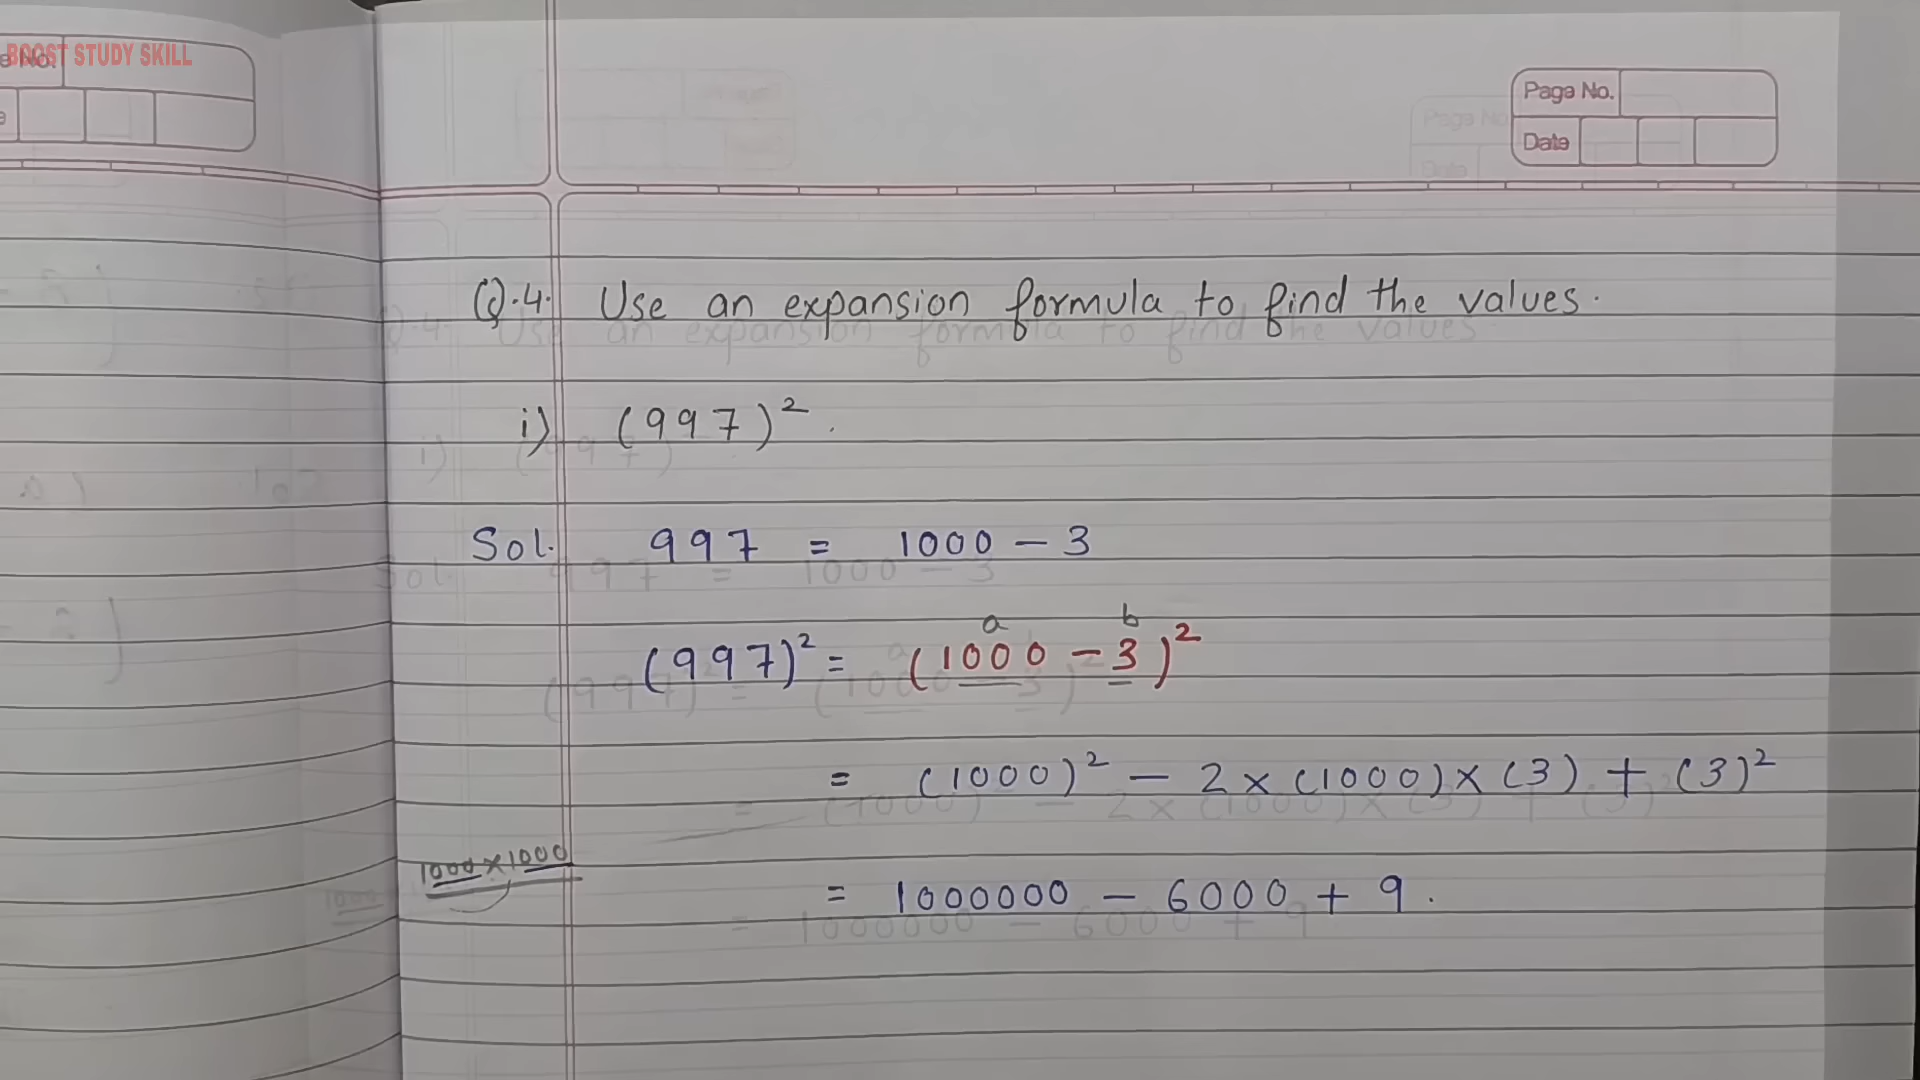 BOOST STUDY SKILL
Page No.
Date
Q.4. Use an expansion formula to find the values.
i) (997)².
Sol. 997 = 1000 - 3
a b
(997)² = (1000 - 3)²
= (1000)² - 2 × (1000) × (3) + (3)²
1000 × 1000
= 1000000 - 6000 + 9.